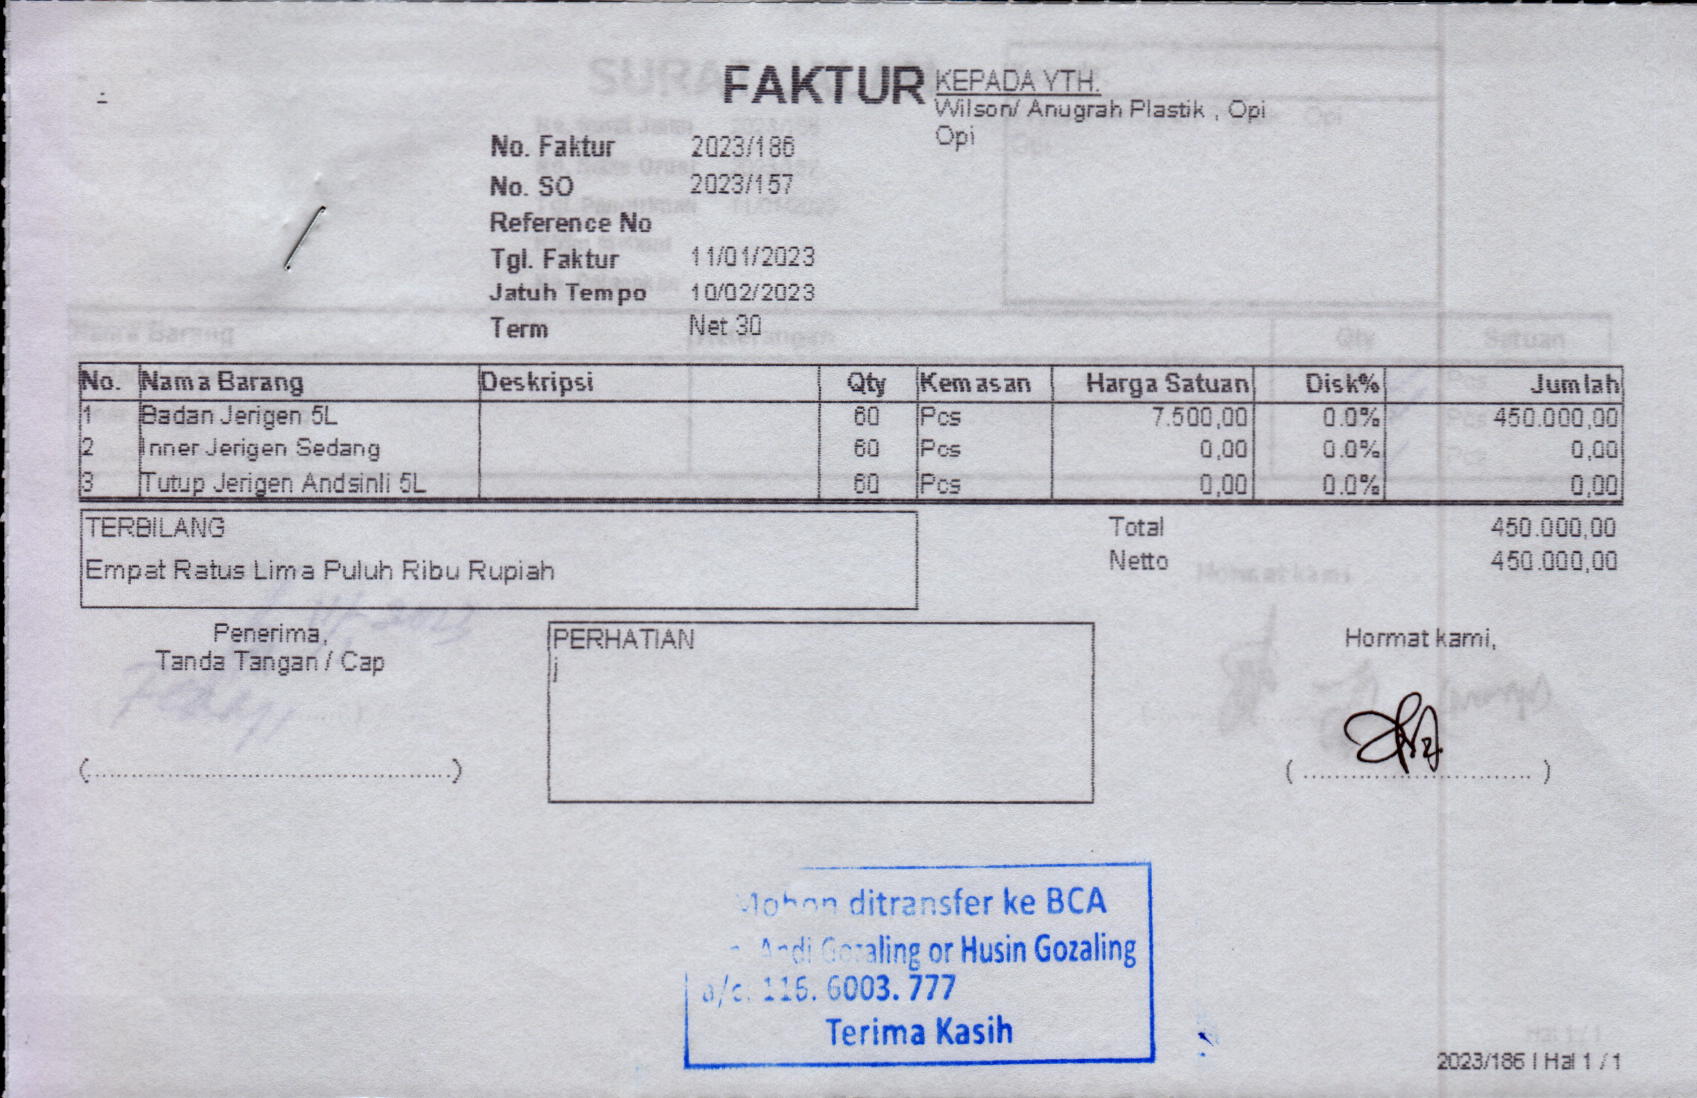 FAKTUR
KEPADA YTH.
Wilson/ Anugrah Plastik , Opi
Opi
No. Faktur 2023/186
No. SO 2023/157
Reference No
Tgl. Faktur 11/01/2023
Jatuh Tempo 10/02/2023
Term Net 30
No. Nama Barang Deskripsi Qty Kemasan Harga Satuan Disk% Jumlah
1 Badan Jerigen 5L 60 Pcs 7.500,00 0.0% 450.000,00
2 Inner Jerigen Sedang 60 Pcs 0,00 0.0% 0,00
3 Tutup Jerigen Andsinli 5L 60 Pcs 0,00 0.0% 0,00
TERBILANG
Empat Ratus Lima Puluh Ribu Rupiah
Total 450.000,00
Netto 450.000,00
Penerima,
Tanda Tangan / Cap
(..............................................)
PERHATIAN
j
Hormat kami,
( ............................. )
Mohon ditransfer ke BCA
Andi Gozaling or Husin Gozaling
a/c. 116. 6003. 777
Terima Kasih
2023/186 | Hal 1 / 1